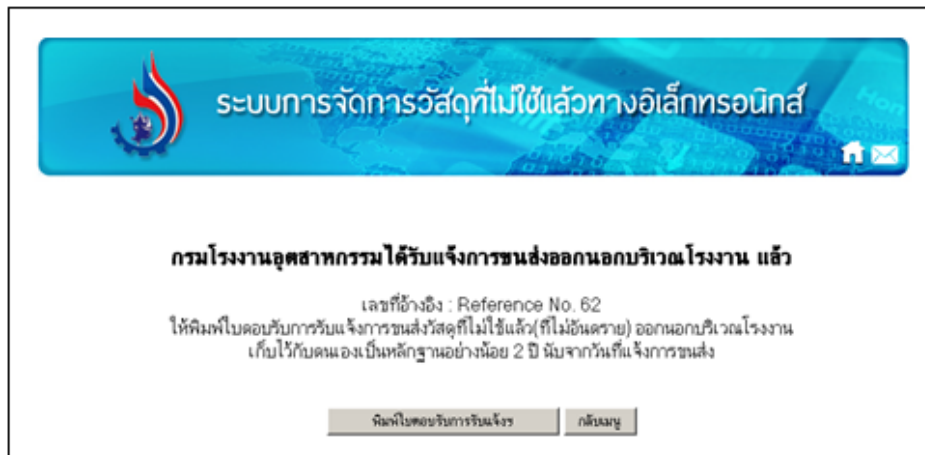 ระบบการจัดการวัสดุที่ไม่ใช้แล้วทางอิเล็กทรอนิกส์
กรมโรงงานอุตสาหกรรมได้รับแจ้งการขนส่งออกนอกบริเวณโรงงาน แล้ว
เลขที่อ้างอิง : Reference No. 62
ให้พิมพ์ใบตอบรับการรับแจ้งการขนส่งวัสดุที่ไม่ใช้แล้ว(ที่ไม่อันตราย) ออกนอกบริเวณโรงงาน
เก็บไว้กับตนเองเป็นหลักฐานอย่างน้อย 2 ปี นับจากวันที่แจ้งการขนส่ง
พิมพ์ใบตอบรับการรับแจ้งฯ กลับเมนู